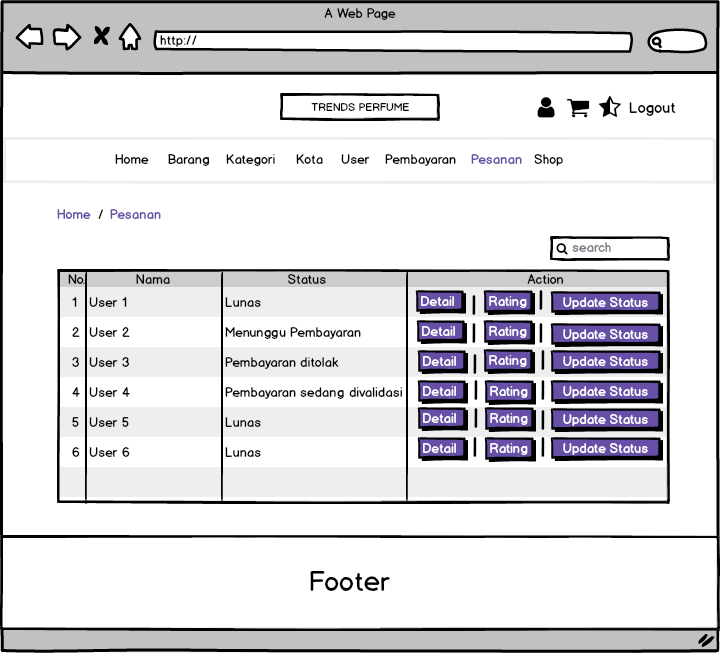 A Web Page
http://
TRENDS PERFUME
Logout
Home Barang Kategori Kota User Pembayaran Pesanan Shop
Home / Pesanan
search
No. Nama Status Action
1 User 1 Lunas Detail | Rating | Update Status
2 User 2 Menunggu Pembayaran Detail | Rating | Update Status
3 User 3 Pembayaran ditolak Detail | Rating | Update Status
4 User 4 Pembayaran sedang divalidasi Detail | Rating | Update Status
5 User 5 Lunas Detail | Rating | Update Status
6 User 6 Lunas Detail | Rating | Update Status
Footer